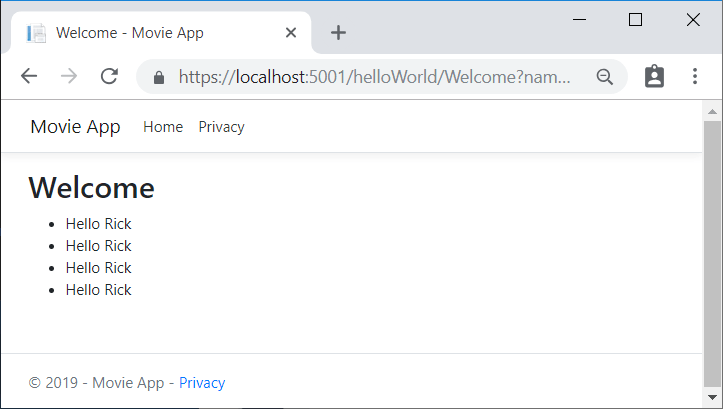 Welcome - Movie App
https://localhost:5001/helloWorld/Welcome?nam...
Movie App Home Privacy
Welcome
• Hello Rick
• Hello Rick
• Hello Rick
• Hello Rick
© 2019 - Movie App - Privacy